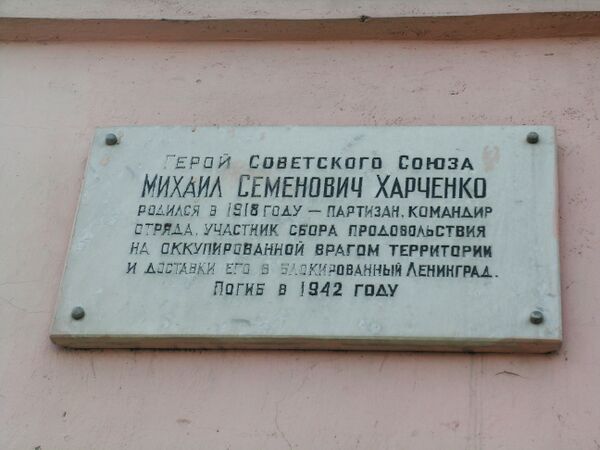 Герой Советского Союза
Михаил Семенович Харченко
родился в 1918 году — партизан, командир
отряда, участник сбора продовольствия
на оккупированной врагом территории
и доставки его в блокированный Ленинград.
Погиб в 1942 году